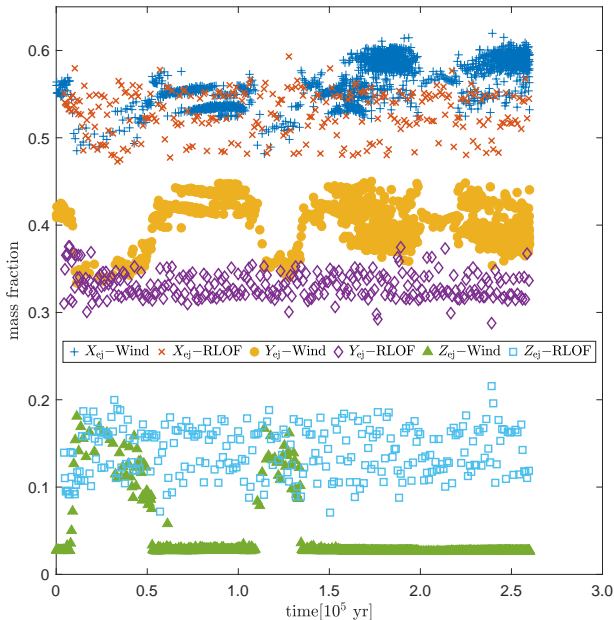 0.6
0.5
0.4
0.3
0.2
0.1
0
mass fraction
X_ej−Wind X_ej−RLOF Y_ej−Wind Y_ej−RLOF Z_ej−Wind Z_ej−RLOF
0 0.5 1.0 1.5 2.0 2.5 3.0
time[10^5 yr]